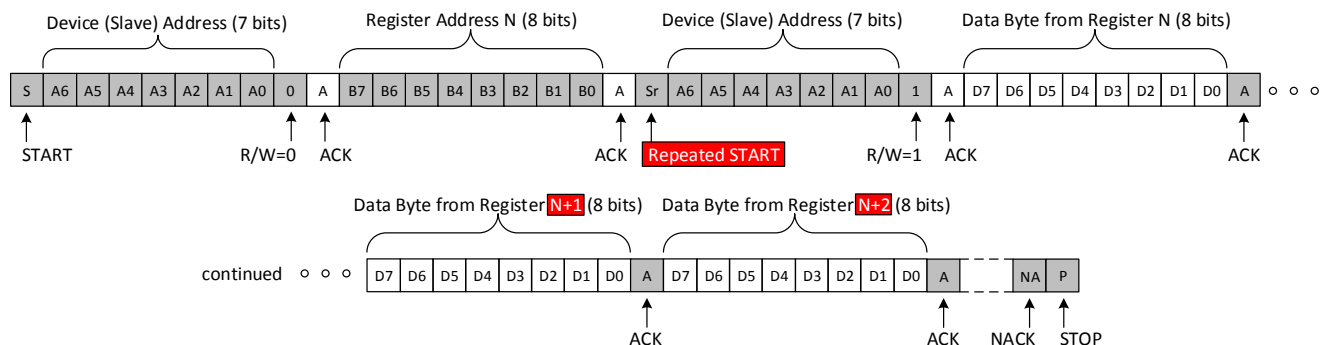 Device (Slave) Address (7 bits) Register Address N (8 bits) Device (Slave) Address (7 bits) Data Byte from Register N (8 bits)
S A6 A5 A4 A3 A2 A1 A0 0 A B7 B6 B5 B4 B3 B2 B1 B0 A Sr A6 A5 A4 A3 A2 A1 A0 1 A D7 D6 D5 D4 D3 D2 D1 D0 A
START R/W=0 ACK ACK Repeated START R/W=1 ACK ACK
Data Byte from Register N+1 (8 bits) Data Byte from Register N+2 (8 bits)
continued D7 D6 D5 D4 D3 D2 D1 D0 A D7 D6 D5 D4 D3 D2 D1 D0 A NA P
ACK ACK NACK STOP